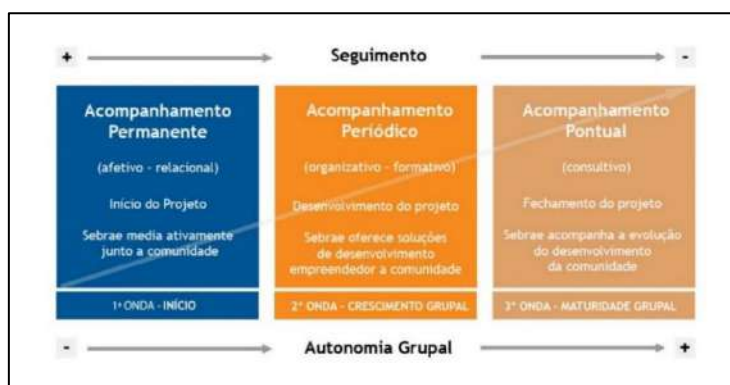 + Seguimento -
Acompanhamento
Permanente
(afetivo - relacional)
Início do Projeto
Sebrae media ativamente
junto a comunidade
1ª ONDA - INÍCIO
Acompanhamento
Periódico
(organizativo - formativo)
Desenvolvimento do projeto
Sebrae oferece soluções
de desenvolvimento
empreendedor a comunidade
2ª ONDA - CRESCIMENTO GRUPAL
Acompanhamento
Pontual
(consultivo)
Fechamento do projeto
Sebrae acompanha a evolução
do desenvolvimento
da comunidade
3ª ONDA - MATURIDADE GRUPAL
- Autonomia Grupal +